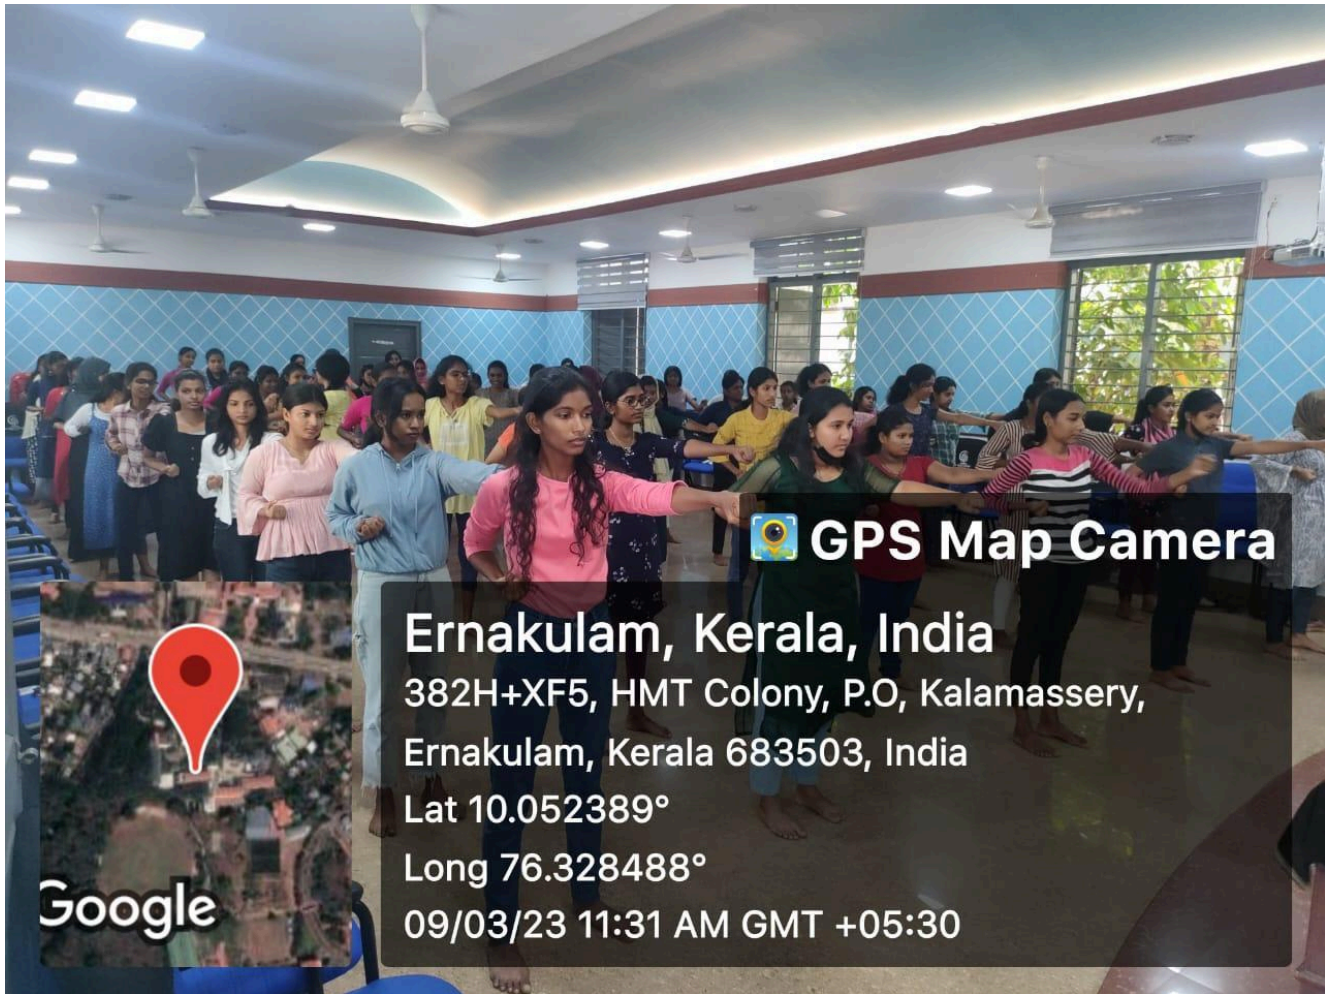 GPS Map Camera
Ernakulam, Kerala, India
382H+XF5, HMT Colony, P.O, Kalamassery,
Ernakulam, Kerala 683503, India
Lat 10.052389°
Long 76.328488°
09/03/23 11:31 AM GMT +05:30
Google